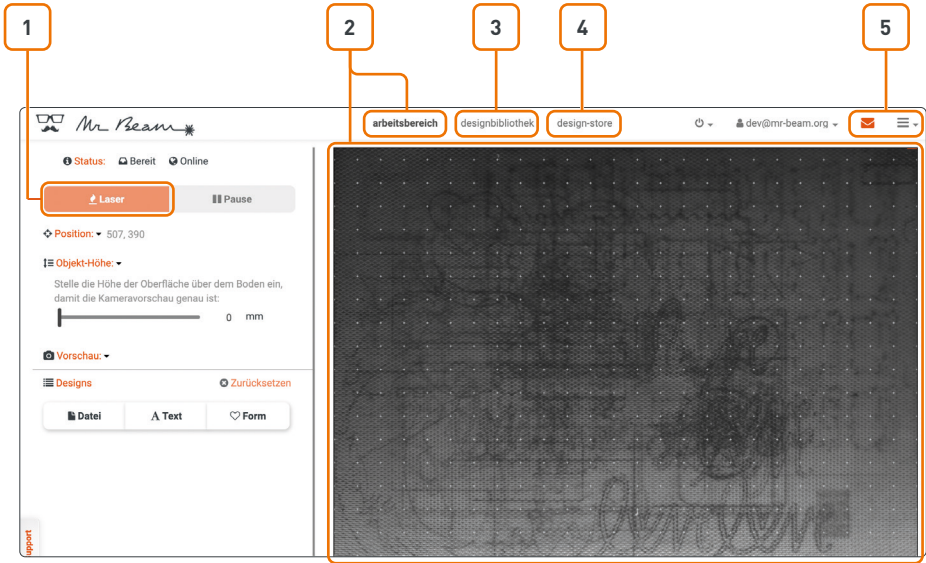 1
2
3
4
5
Mr Beam
arbeitsbereich designbibliothek design-store dev@mr-beam.org
Status: Bereit Online
Laser Pause
Position: 507, 390
Objekt-Höhe:
Stelle die Höhe der Oberfläche über dem Boden ein,
damit die Kameravorschau genau ist:
0 mm
Vorschau:
Designs Zurücksetzen
Datei Text Form
upport